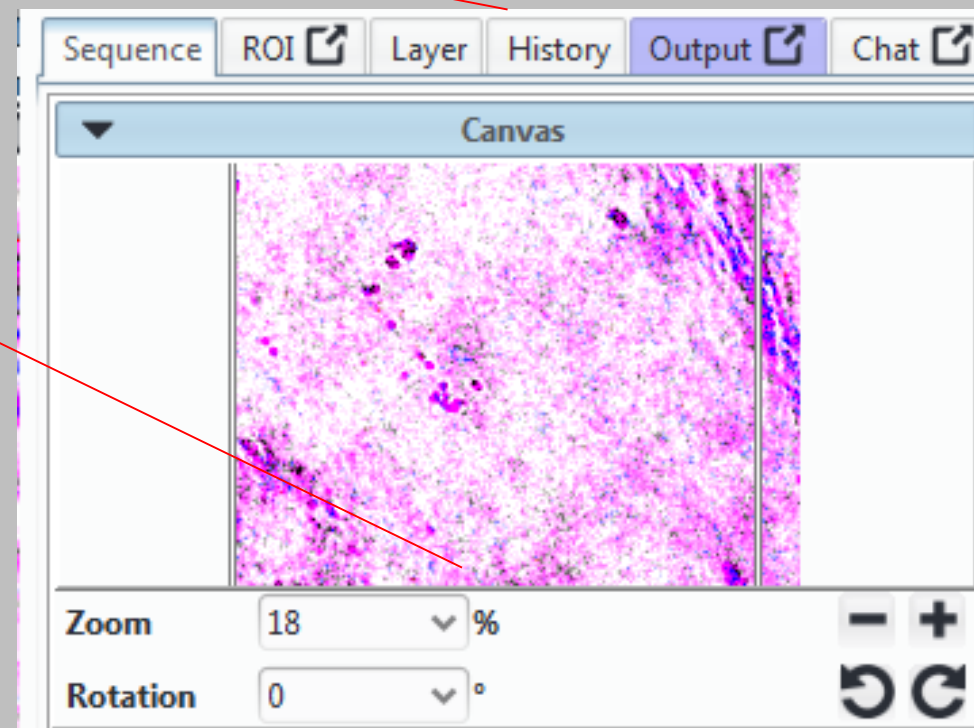 Sequence ROI Layer History Output Chat
Canvas
Zoom 18 %
Rotation 0 °